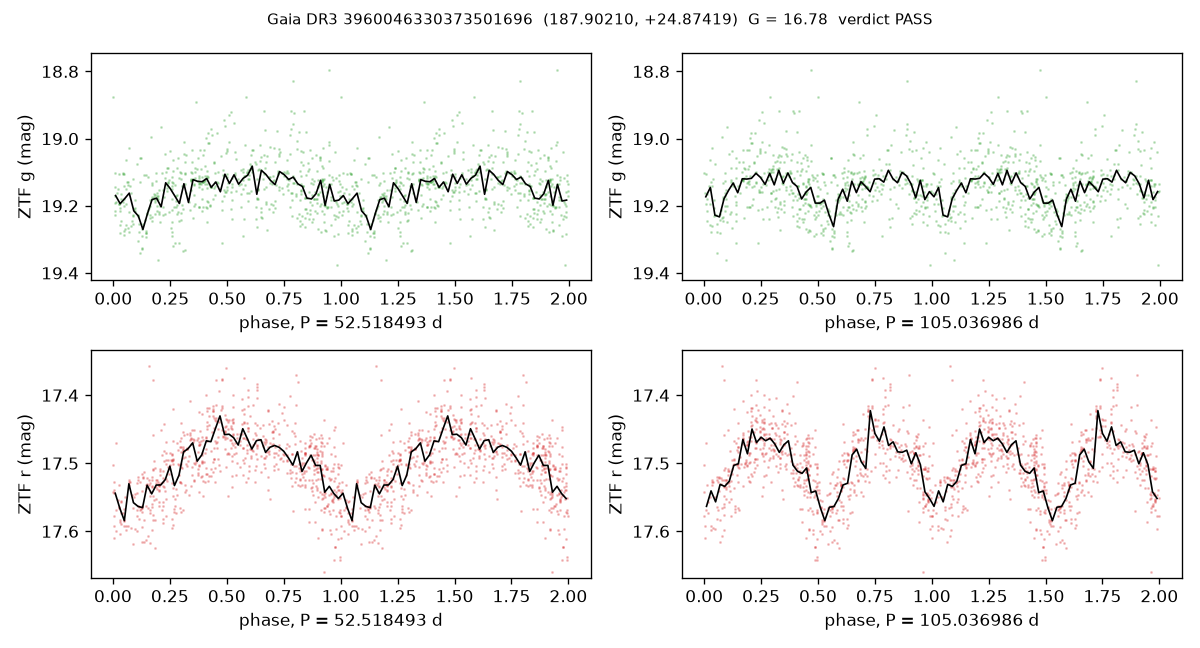 Gaia DR3 3960046330373501696 (187.90210, +24.87419) G = 16.78 verdict PASS
ZTF g (mag)
18.8
19.0
19.2
19.4
0.00 0.25 0.50 0.75 1.00 1.25 1.50 1.75 2.00
phase, P = 52.518493 d
ZTF g (mag)
18.8
19.0
19.2
19.4
0.00 0.25 0.50 0.75 1.00 1.25 1.50 1.75 2.00
phase, P = 105.036986 d
ZTF r (mag)
17.4
17.5
17.6
0.00 0.25 0.50 0.75 1.00 1.25 1.50 1.75 2.00
phase, P = 52.518493 d
ZTF r (mag)
17.4
17.5
17.6
0.00 0.25 0.50 0.75 1.00 1.25 1.50 1.75 2.00
phase, P = 105.036986 d